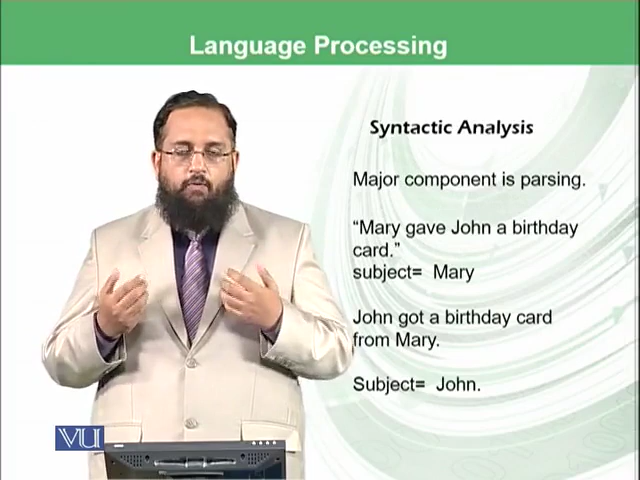 Language Processing
Syntactic Analysis
Major component is parsing.
“Mary gave John a birthday
card.”
subject= Mary
John got a birthday card
from Mary.
Subject= John.
VU